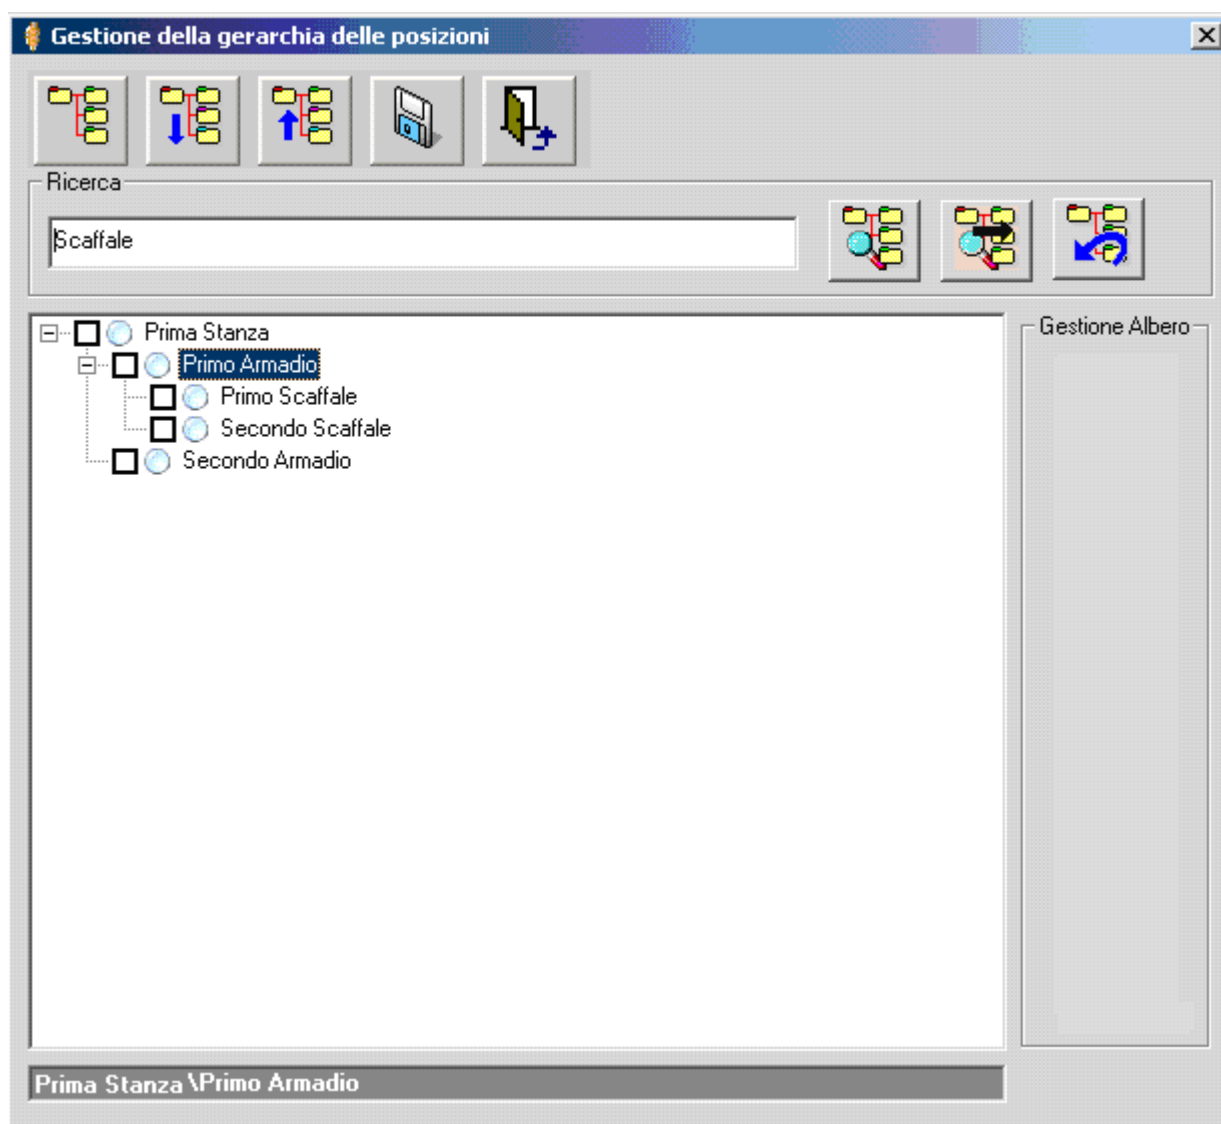 Gestione della gerarchia delle posizioni
Ricerca
Scaffale
Prima Stanza
Gestione Albero
Primo Armadio
Primo Scaffale
Secondo Scaffale
Secondo Armadio
Prima Stanza \Primo Armadio